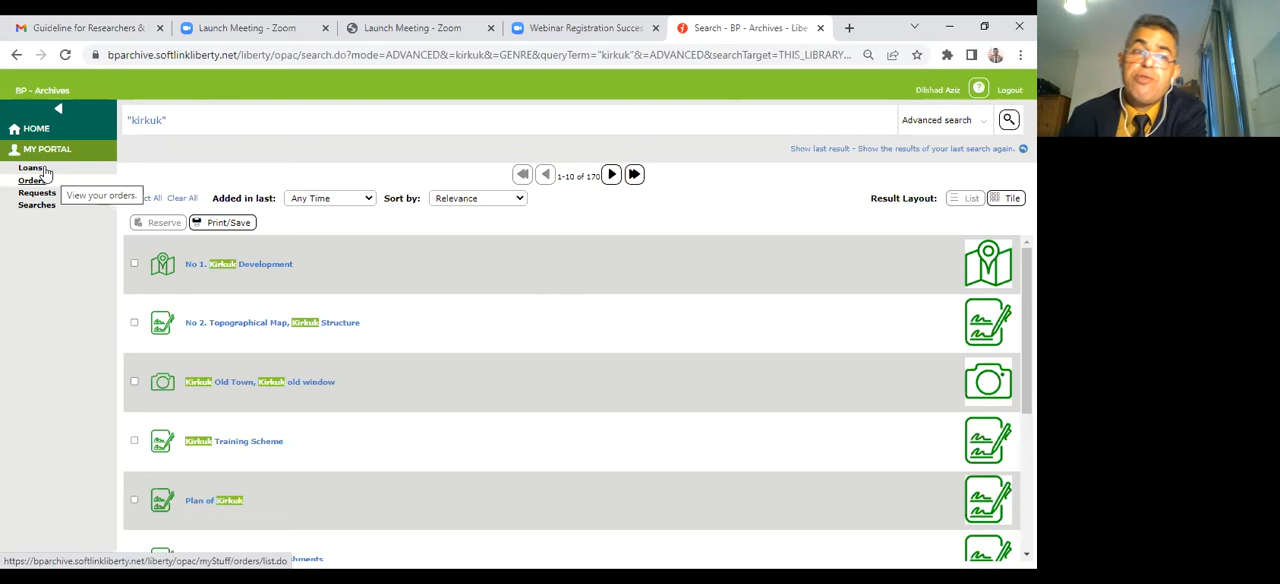 Guideline for Researchers &
Launch Meeting - Zoom
Launch Meeting - Zoom
Webinar Registration Succes
Search - BP - Archives - Libe
bparchive.softlinkliberty.net/liberty/opac/search.do?mode=ADVANCED&=kirkuk&=GENRE&queryTerm="kirkuk"&=ADVANCED&searchTarget=THIS_LIBRARY...
BP - Archives
Dilshad Aziz
Logout
HOME
"kirkuk"
Advanced search
MY PORTAL
Show last result - Show the results of your last search again.
Loans
1-10 of 170
Orders
Requests
View your orders.
ct All
Clear All
Added in last:
Any Time
Sort by:
Relevance
Result Layout:
List
Tile
Searches
Reserve
Print/Save
No 1. Kirkuk Development
No 2. Topographical Map, Kirkuk Structure
Kirkuk Old Town, Kirkuk old window
Kirkuk Training Scheme
Plan of Kirkuk
https://bparchive.softlinkliberty.net/liberty/opac/myStuff/orders/list.do
hments